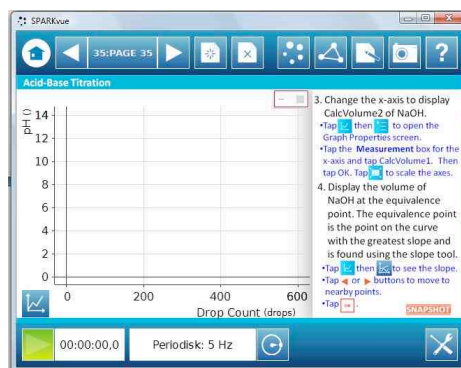 SPARKvue
35:PAGE 35
?
Acid-Base Titration
3. Change the x-axis to display
CalcVolume2 of NaOH.
•Tap then to open the
Graph Properties screen.
•Tap the Measurement box for the
x-axis and tap CalcVolume1. Then
tap OK. Tap to scale the axes.
4. Display the volume of
NaOH at the equivalence
point. The equivalence point
is the point on the curve
with the greatest slope and
is found using the slope tool.
•Tap then to see the slope.
•Tap or buttons to move to
nearby points.
•Tap .
SNAPSHOT
pH ()
14
12
10
8
6
4
2
0
0 200 400 600
Drop Count (drops)
00:00:00,0
Periodisk: 5 Hz